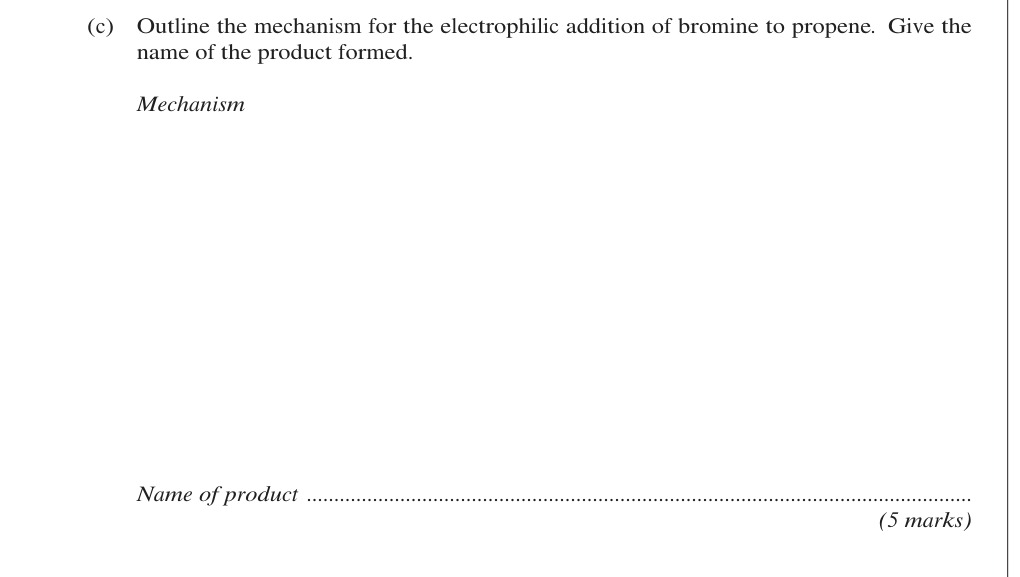 (c) Outline the mechanism for the electrophilic addition of bromine to propene. Give the
name of the product formed.
Mechanism
Name of product ........................................................................................................................
(5 marks)